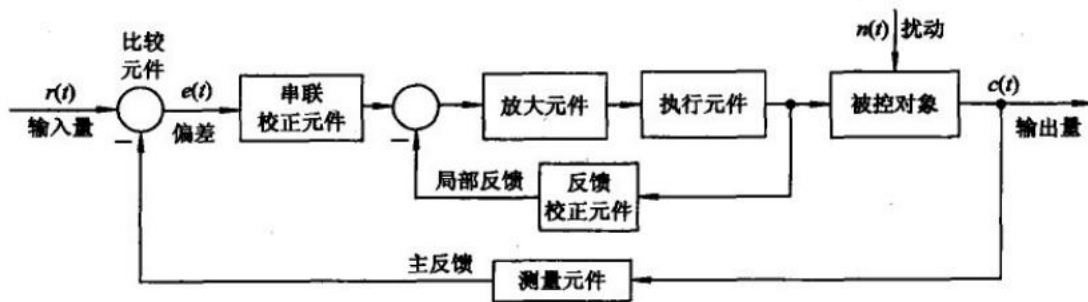 n(t) 扰动
比较
元件
r(t)
输入量
e(t)
偏差
串联
校正元件
放大元件
执行元件
被控对象
c(t)
输出量
局部反馈
反馈
校正元件
主反馈
测量元件